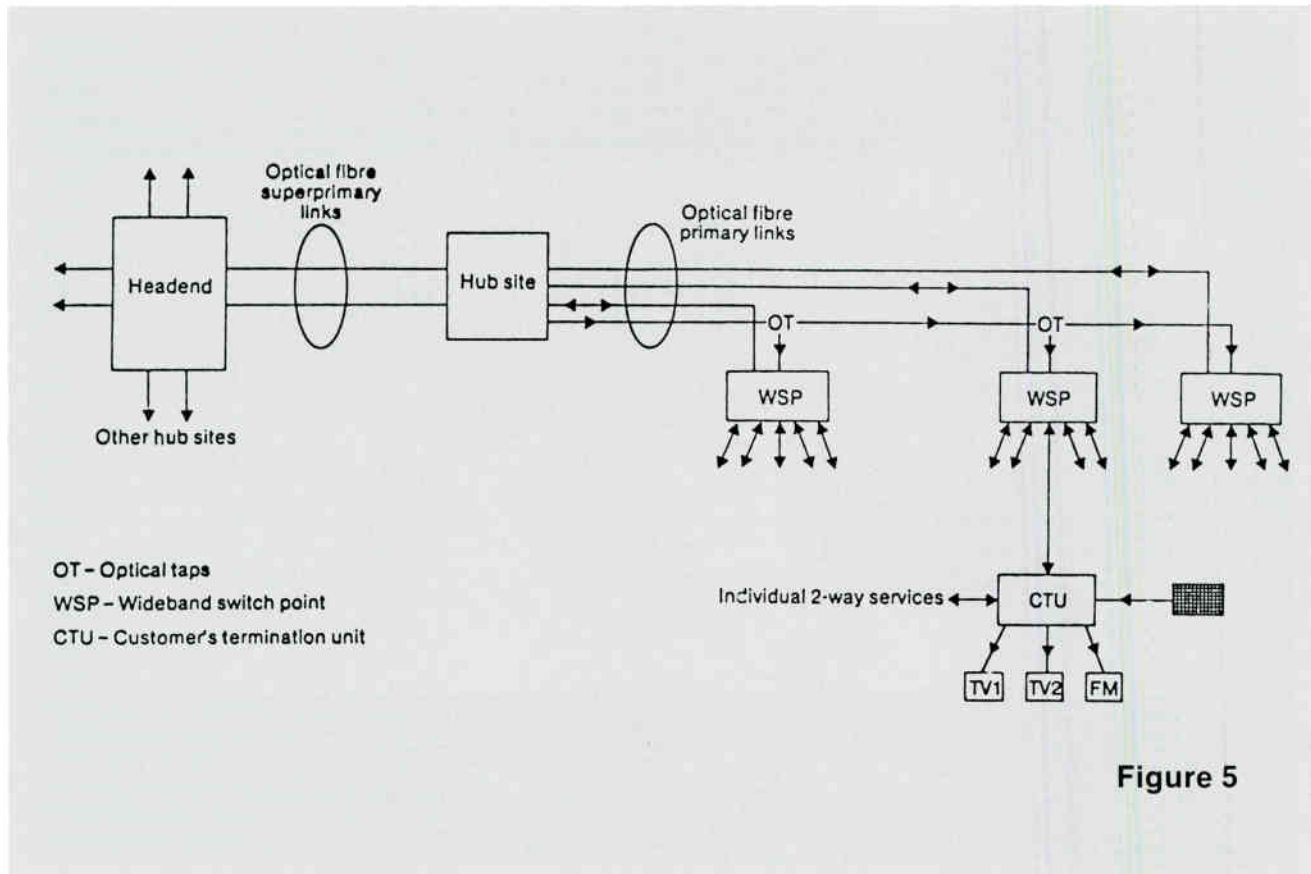 Optical fibre
superprimary
links
Optical fibre
primary links
Headend
Hub site
OT
OT
WSP
WSP
WSP
Other hub sites
OT – Optical taps
WSP – Wideband switch point
CTU – Customer's termination unit
Individual 2-way services
CTU
TV1
TV2
FM
Figure 5